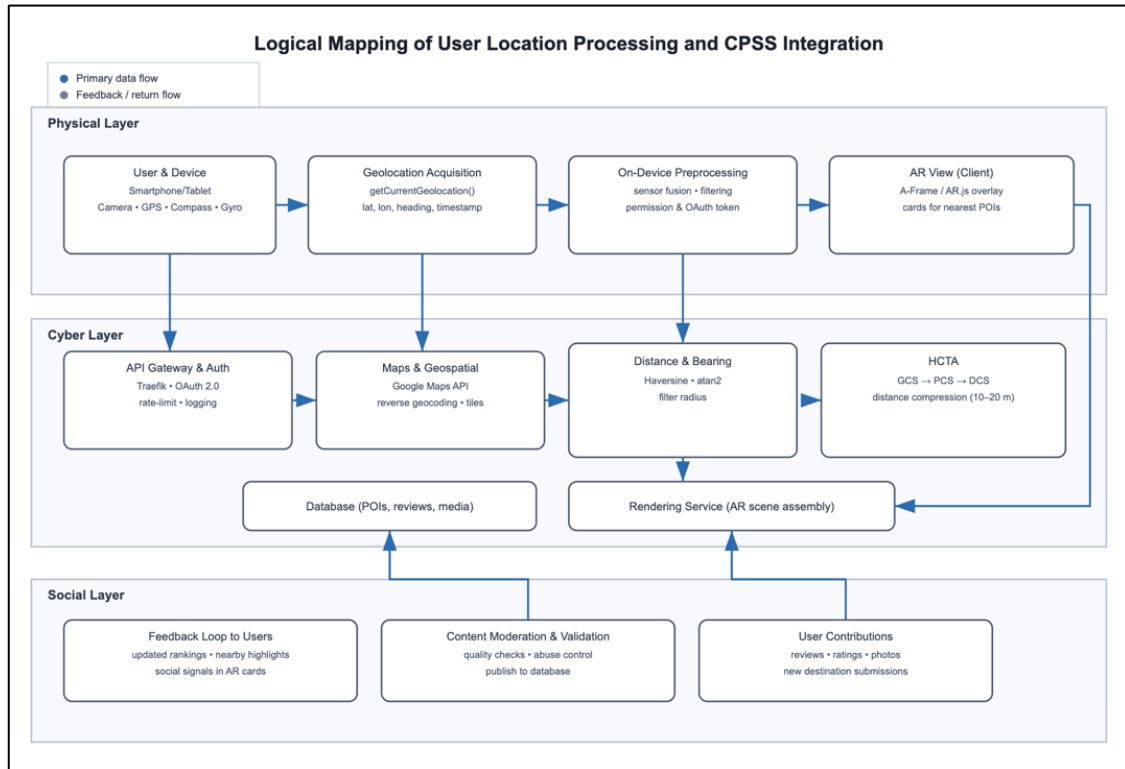 Logical Mapping of User Location Processing and CPSS Integration
Primary data flow
Feedback / return flow
Physical Layer
User & Device
Smartphone/Tablet
Camera • GPS • Compass • Gyro
Geolocation Acquisition
getCurrentGeolocation()
lat, lon, heading, timestamp
On-Device Preprocessing
sensor fusion • filtering
permission & OAuth token
AR View (Client)
A-Frame / AR.js overlay
cards for nearest POIs
Cyber Layer
API Gateway & Auth
Traefik • OAuth 2.0
rate-limit • logging
Maps & Geospatial
Google Maps API
reverse geocoding • tiles
Distance & Bearing
Haversine • atan2
filter radius
HCTA
GCS → PCS → DCS
distance compression (10–20 m)
Database (POIs, reviews, media)
Rendering Service (AR scene assembly)
Social Layer
Feedback Loop to Users
updated rankings • nearby highlights
social signals in AR cards
Content Moderation & Validation
quality checks • abuse control
publish to database
User Contributions
reviews • ratings • photos
new destination submissions